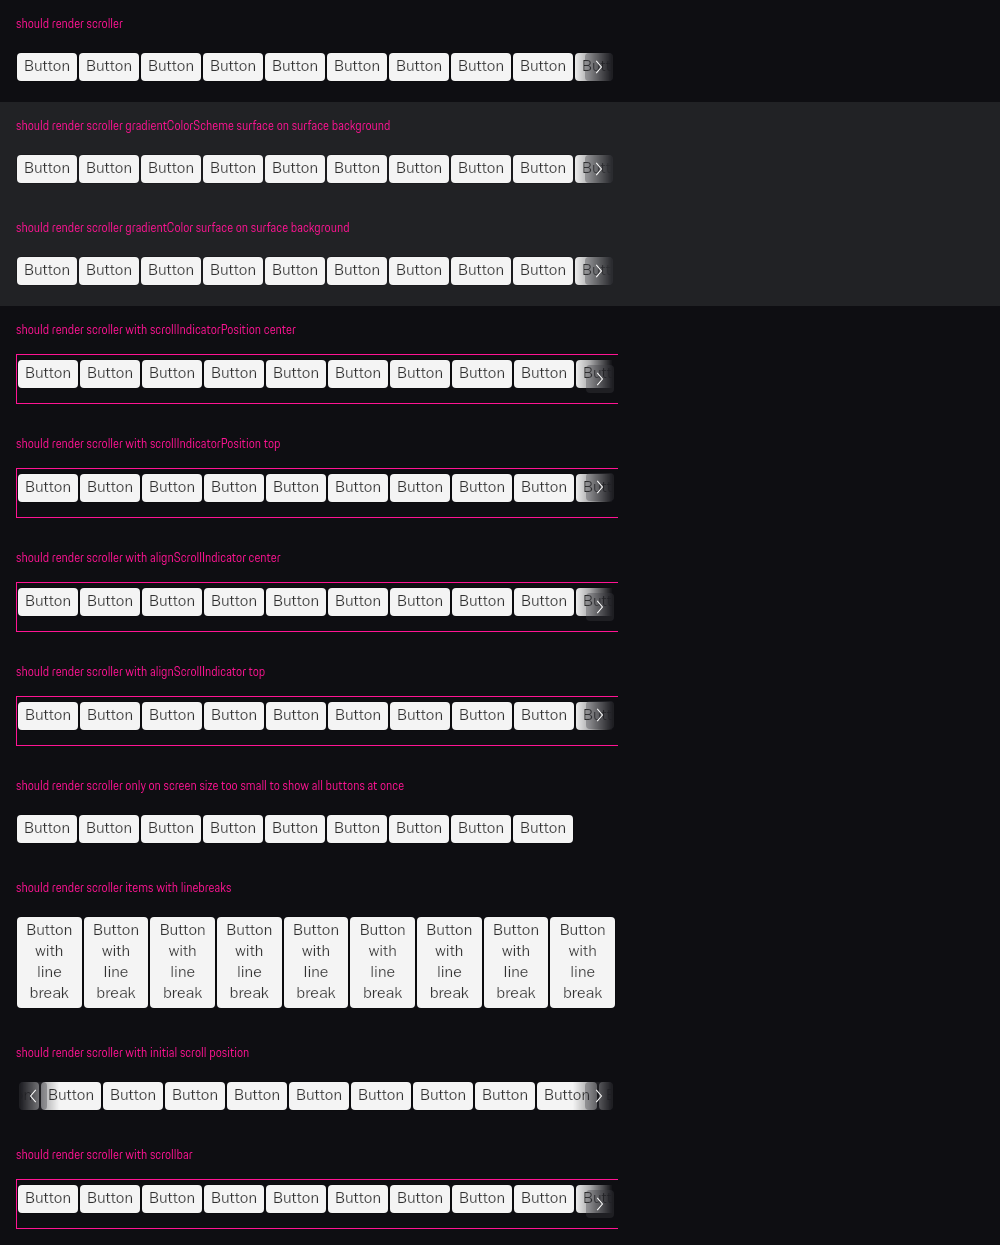 should render scroller
Button Button Button Button Button Button Button Button Button
should render scroller gradientColorScheme surface on surface background
Button Button Button Button Button Button Button Button Button
should render scroller gradientColor surface on surface background
Button Button Button Button Button Button Button Button Button
should render scroller with scrollIndicatorPosition center
Button Button Button Button Button Button Button Button Button
should render scroller with scrollIndicatorPosition top
Button Button Button Button Button Button Button Button Button
should render scroller with alignScrollIndicator center
Button Button Button Button Button Button Button Button Button
should render scroller with alignScrollIndicator top
Button Button Button Button Button Button Button Button Button
should render scroller only on screen size too small to show all buttons at once
Button Button Button Button Button Button Button Button Button
should render scroller items with linebreaks
Button Button Button Button Button Button Button Button Button
with with with with with with with with with
line line line line line line line line line
break break break break break break break break break
should render scroller with initial scroll position
Button Button Button Button Button Button Button Button Button
should render scroller with scrollbar
Button Button Button Button Button Button Button Button Button